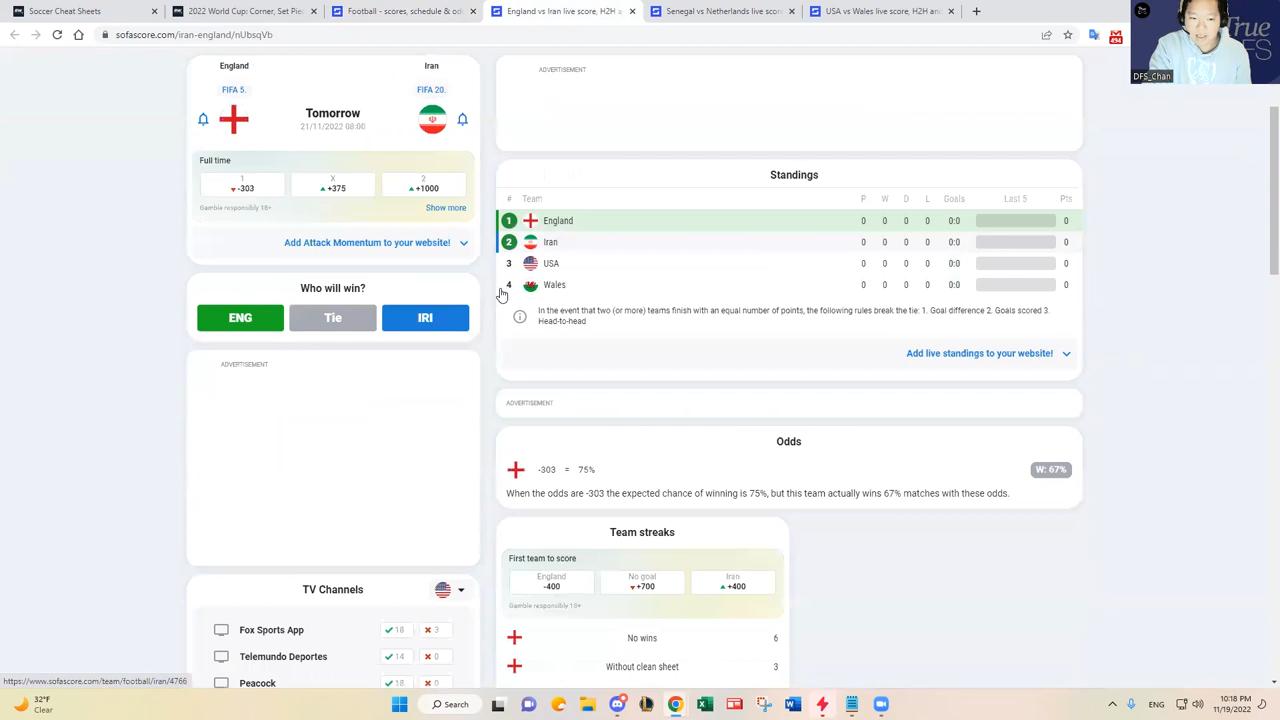 Soccer Cheat Sheets
2022 World Cup: Corner, Set Piec
Football - scores, schedule & od
England vs Iran live score, H2H a
Senegal vs Netherlands live scor
USA vs Wales live score, H2H an
sofascore.com/iran-england/nUbsqVb
494
True
DFS_Chan
England
Iran
FIFA 5.
FIFA 20.
Tomorrow
21/11/2022 08:00
Full time
1 X 2
-303 +375 +1000
Gamble responsibly 18+
Show more
Add Attack Momentum to your website!
Who will win?
ENG Tie IRI
ADVERTISEMENT
TV Channels
Fox Sports App 18 3
Telemundo Deportes 14 0
Peacock 18 0
ADVERTISEMENT
Standings
# Team P W D L Goals Last 5 Pts
1 England 0 0 0 0 0:0 0
2 Iran 0 0 0 0 0:0 0
3 USA 0 0 0 0 0:0 0
4 Wales 0 0 0 0 0:0 0
In the event that two (or more) teams finish with an equal number of points, the following rules break the tie: 1. Goal difference 2. Goals scored 3.
Head-to-head
Add live standings to your website!
ADVERTISEMENT
Odds
-303 = 75% W: 67%
When the odds are -303 the expected chance of winning is 75%, but this team actually wins 67% matches with these odds.
Team streaks
First team to score
England No goal Iran
-400 +700 +400
Gamble responsibly 18+
No wins 6
Without clean sheet 3
https://www.sofascore.com/team/football/iran/4766
32°F
Clear
Search
ENG
10:18 PM
11/19/2022